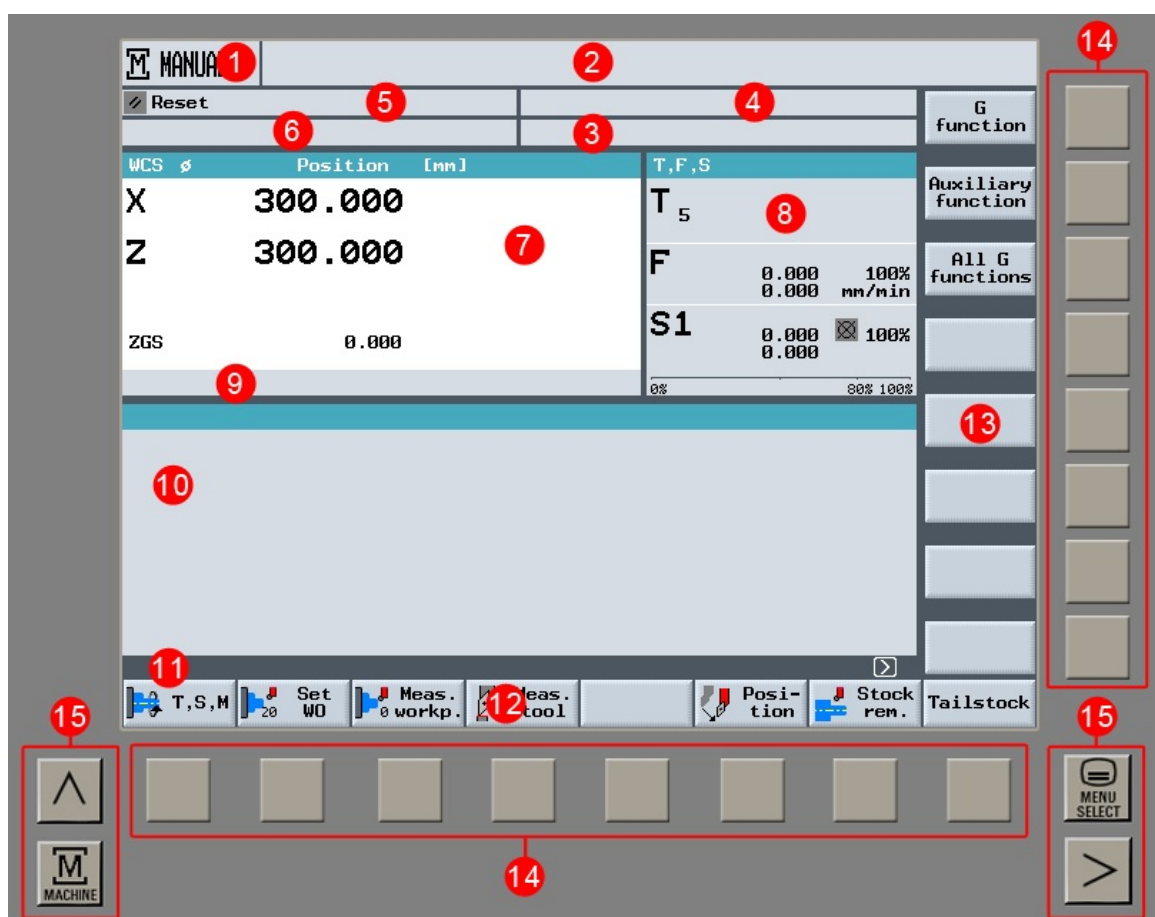 14
MANUA 1
2
Reset
5
4
6
3
G
function
WCS ø Position [mm]
X 300.000
Z 300.000
7
ZGS 0.000
9
T,F,S
T 5
8
F 0.000 100%
0.000 mm/min
S1 0.000 100%
0.000
0% 80% 100%
Auxiliary
function
All G
functions
13
10
11
T,S,M
20
Set
WO
0
Meas.
workp.
12
Meas.
tool
Posi-
tion
Stock
rem.
Tailstock
15
M
MACHINE
14
15
MENU
SELECT